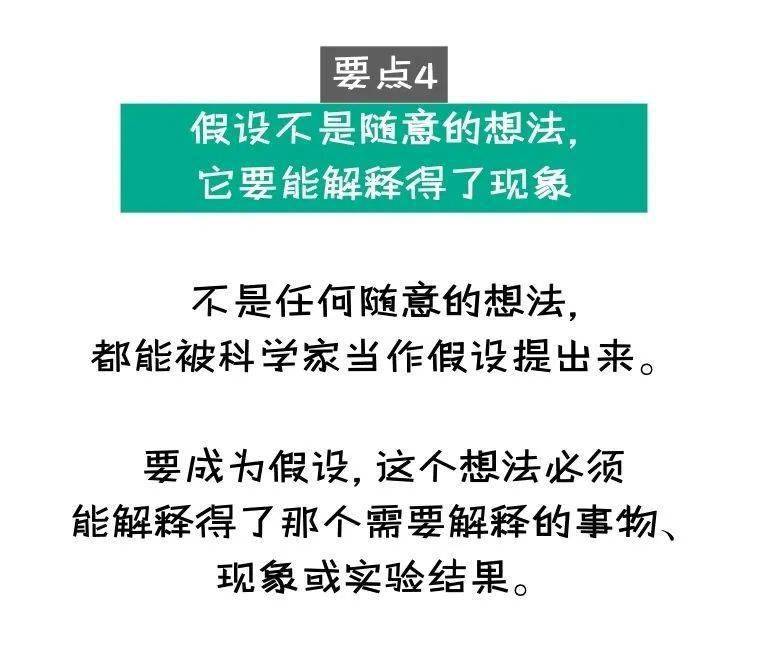 要点4
假设不是随意的想法,
它要能解释得了现象
不是任何随意的想法,
都能被科学家当作假设提出来。
要成为假设, 这个想法必须
能解释得了那个需要解释的事物、
现象或实验结果。